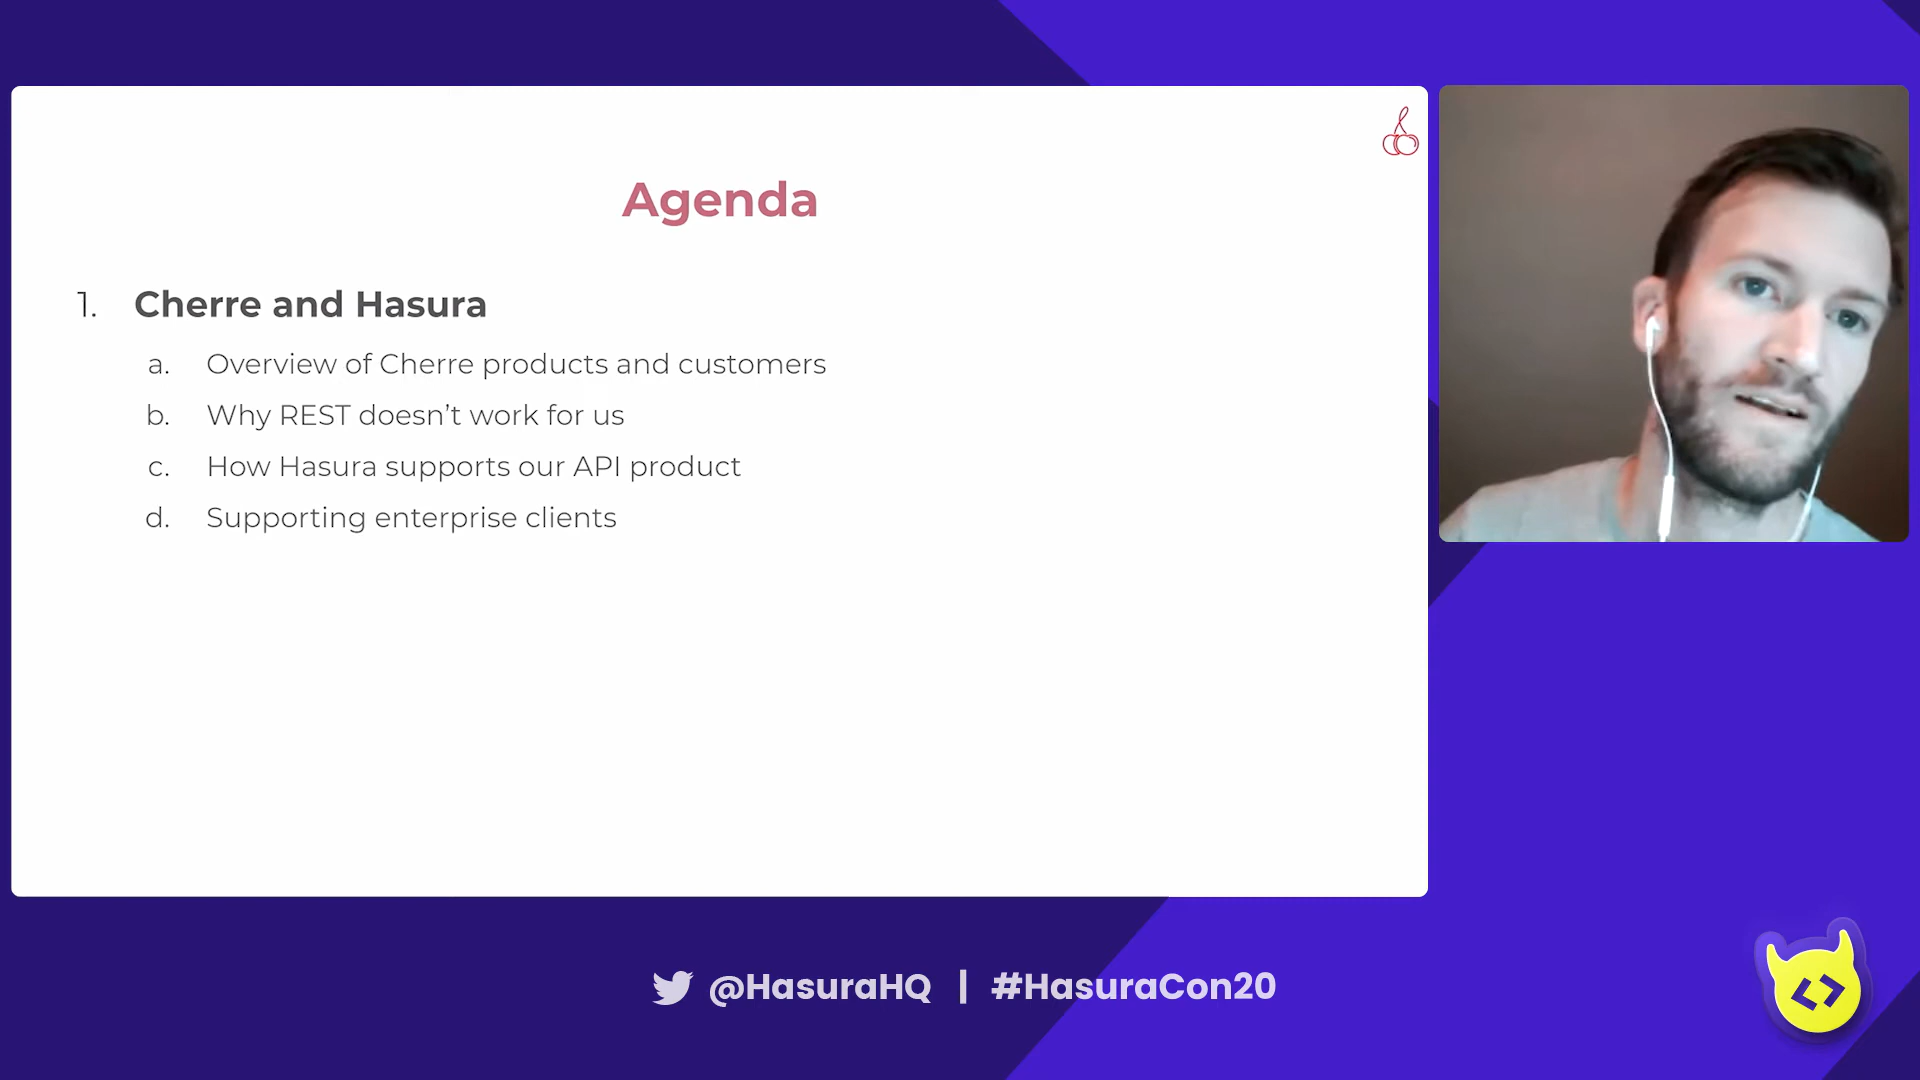 Agenda
1. Cherre and Hasura
a. Overview of Cherre products and customers
b. Why REST doesn’t work for us
c. How Hasura supports our API product
d. Supporting enterprise clients
@HasuraHQ | #HasuraCon20